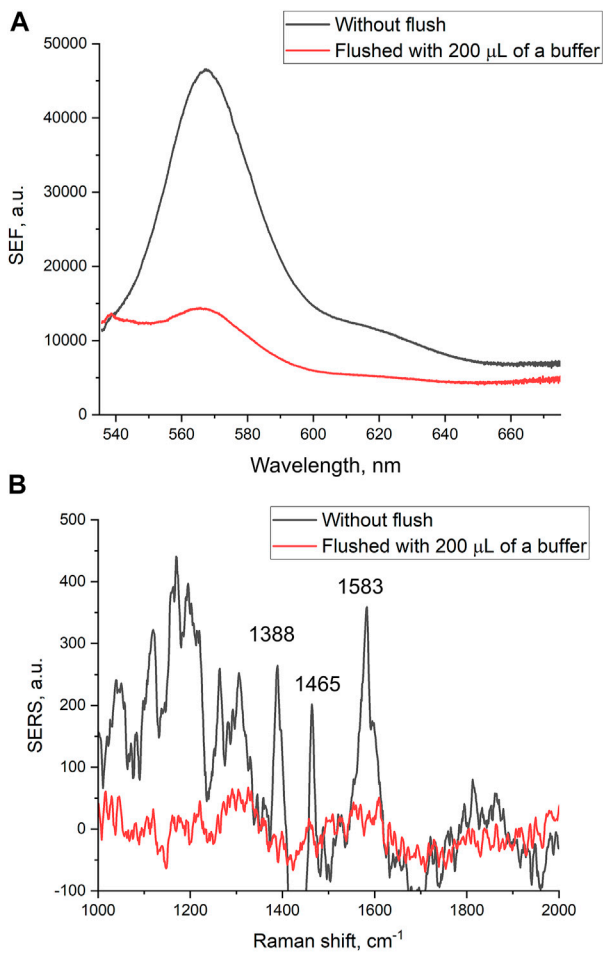 A
Without flush
Flushed with 200 μL of a buffer
50000
40000
30000
20000
10000
0
SEF, a.u.
540 560 580 600 620 640 660
Wavelength, nm
B
Without flush
Flushed with 200 μL of a buffer
500
400
300
200
100
0
-100
SERS, a.u.
1583
1388
1465
1000 1200 1400 1600 1800 2000
Raman shift, cm-1